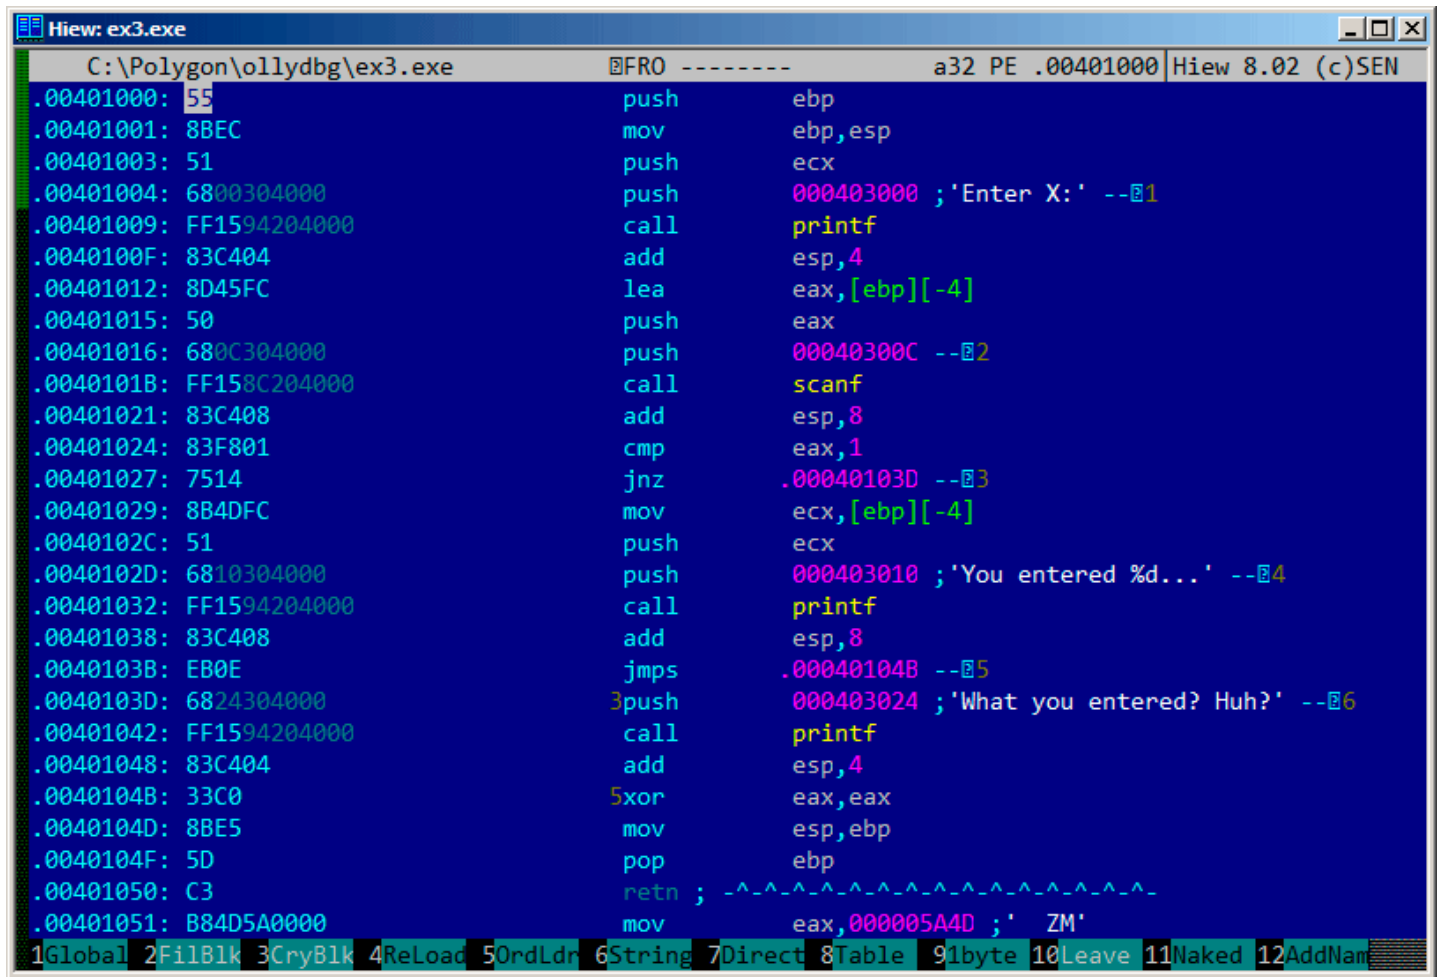 Hiew: ex3.exe
C:\Polygon\ollydbg\ex3.exe FRO -------- a32 PE .00401000|Hiew 8.02 (c)SEN
.00401000: 55 push ebp
.00401001: 8BEC mov ebp,esp
.00401003: 51 push ecx
.00401004: 6800304000 push 000403000 ;'Enter X:' --1
.00401009: FF1594204000 call printf
.0040100F: 83C404 add esp,4
.00401012: 8D45FC lea eax,[ebp][-4]
.00401015: 50 push eax
.00401016: 680C304000 push 00040300C --2
.0040101B: FF158C204000 call scanf
.00401021: 83C408 add esp,8
.00401024: 83F801 cmp eax,1
.00401027: 7514 jnz .00040103D --3
.00401029: 8B4DFC mov ecx,[ebp][-4]
.0040102C: 51 push ecx
.0040102D: 6810304000 push 000403010 ;'You entered %d...' --4
.00401032: FF1594204000 call printf
.00401038: 83C408 add esp,8
.0040103B: EB0E jmps .00040104B --5
.0040103D: 6824304000 3push 000403024 ;'What you entered? Huh?' --6
.00401042: FF1594204000 call printf
.00401048: 83C404 add esp,4
.0040104B: 33C0 5xor eax,eax
.0040104D: 8BE5 mov esp,ebp
.0040104F: 5D pop ebp
.00401050: C3 retn ; -^-^-^-^-^-^-^-^-^-^-^-^-^-^-^-
.00401051: B84D5A0000 mov eax,000005A4D ;' ZM'
1Global 2FilBlk 3CryBlk 4ReLoad 5OrdLdr 6String 7Direct 8Table 91byte 10Leave 11Naked 12AddNam